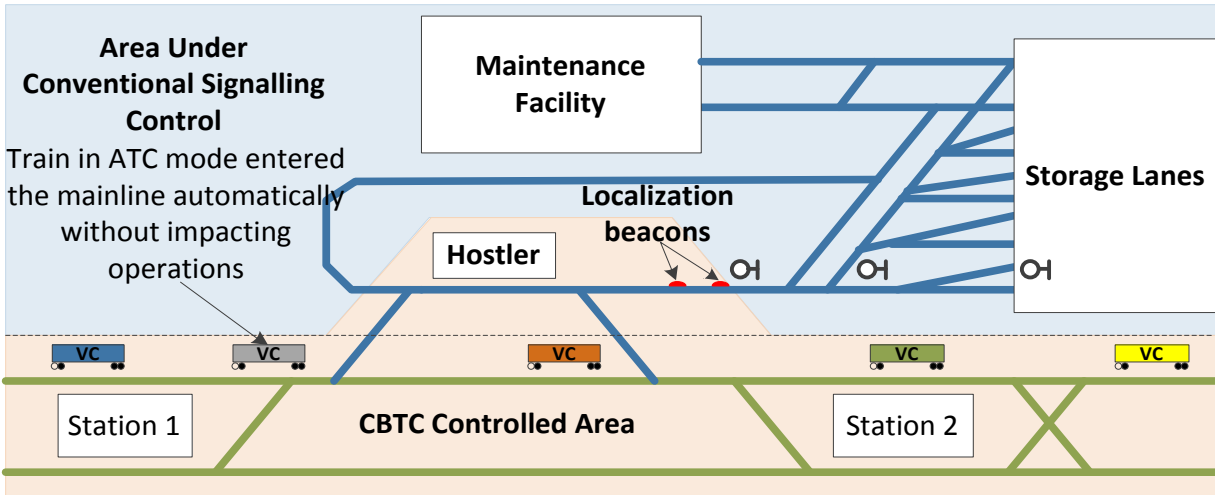 Area Under
Conventional Signalling
Control
Train in ATC mode entered
the mainline automatically
without impacting
operations
Maintenance
Facility
Storage Lanes
Localization
beacons
Hostler
VC
VC
VC
VC
VC
Station 1
CBTC Controlled Area
Station 2